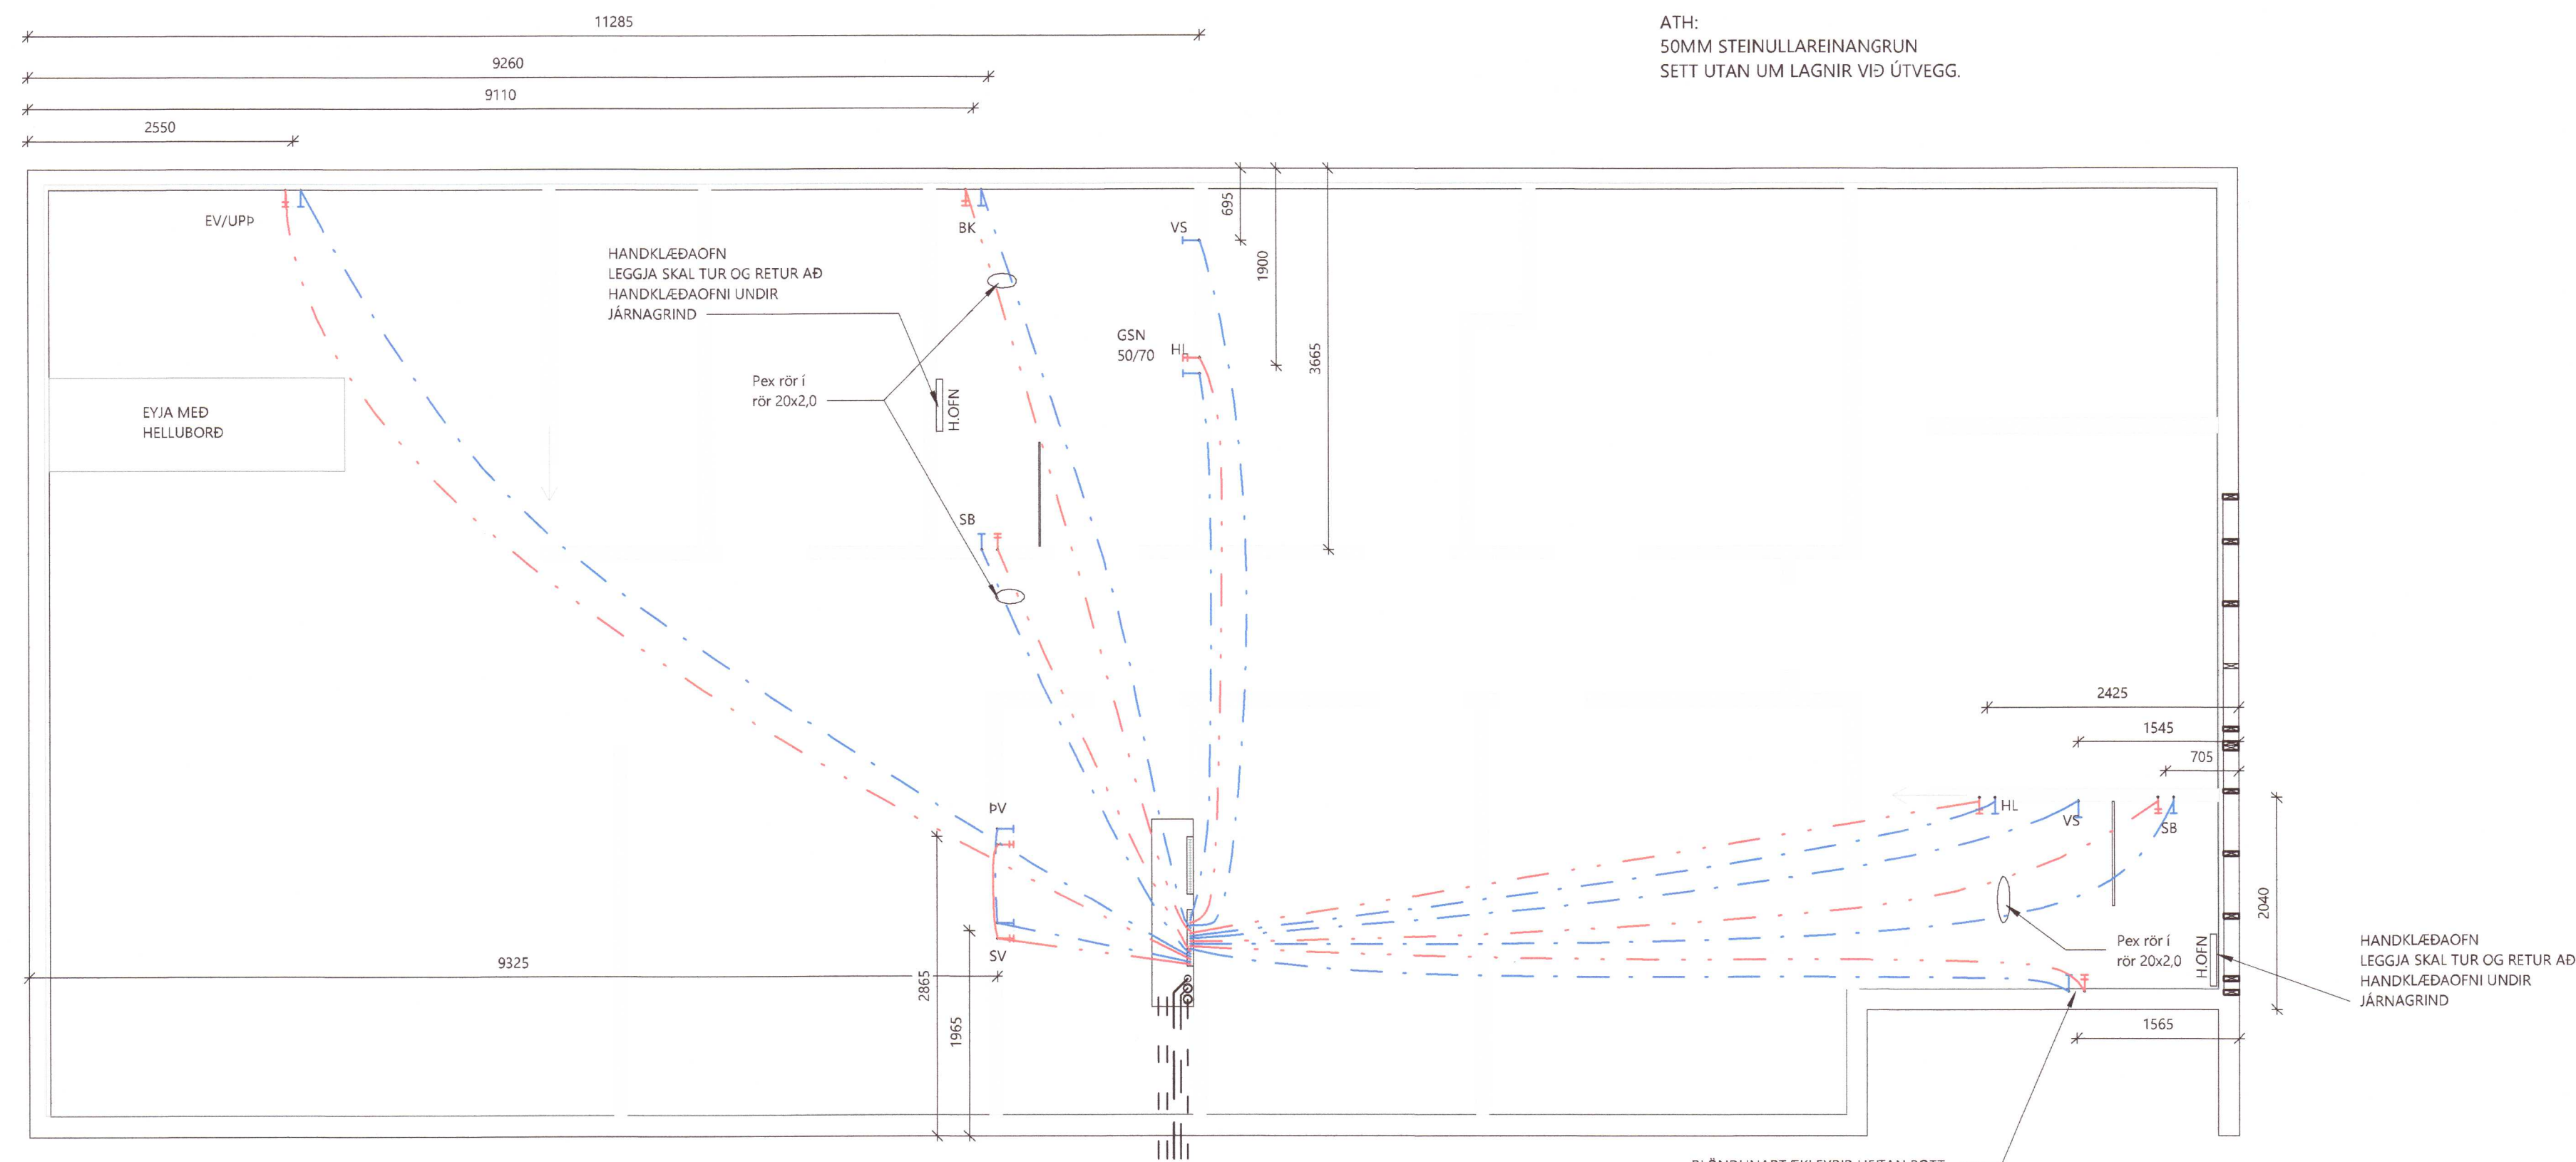 11285
ATH:
50MM STEINULLAREINANGRUN
SETT UTAN UM LAGNIR VIÐ ÚTVEGG.
9260
9110
2550
695
1900
3665
EV/UPÞ
BK
VS
HANDKLÆÐAOFN
LEGGJA SKAL TUR OG RETUR AÐ
HANDKLÆÐAOFNI UNDIR
JÁRNAGRIND
GSN
50/70
HL
Pex rör í
rör 20x2,0
H.OFN
EYJA MEÐ
HELLUBORÐ
SB
2425
1545
705
ÞV
HL
VS
SB
2040
SV
9325
2865
1965
Pex rör í
rör 20x2,0
H.OFN
HANDKLÆÐAOFN
LEGGJA SKAL TUR OG RETUR AÐ
HANDKLÆÐAOFNI UNDIR
JÁRNAGRIND
1565